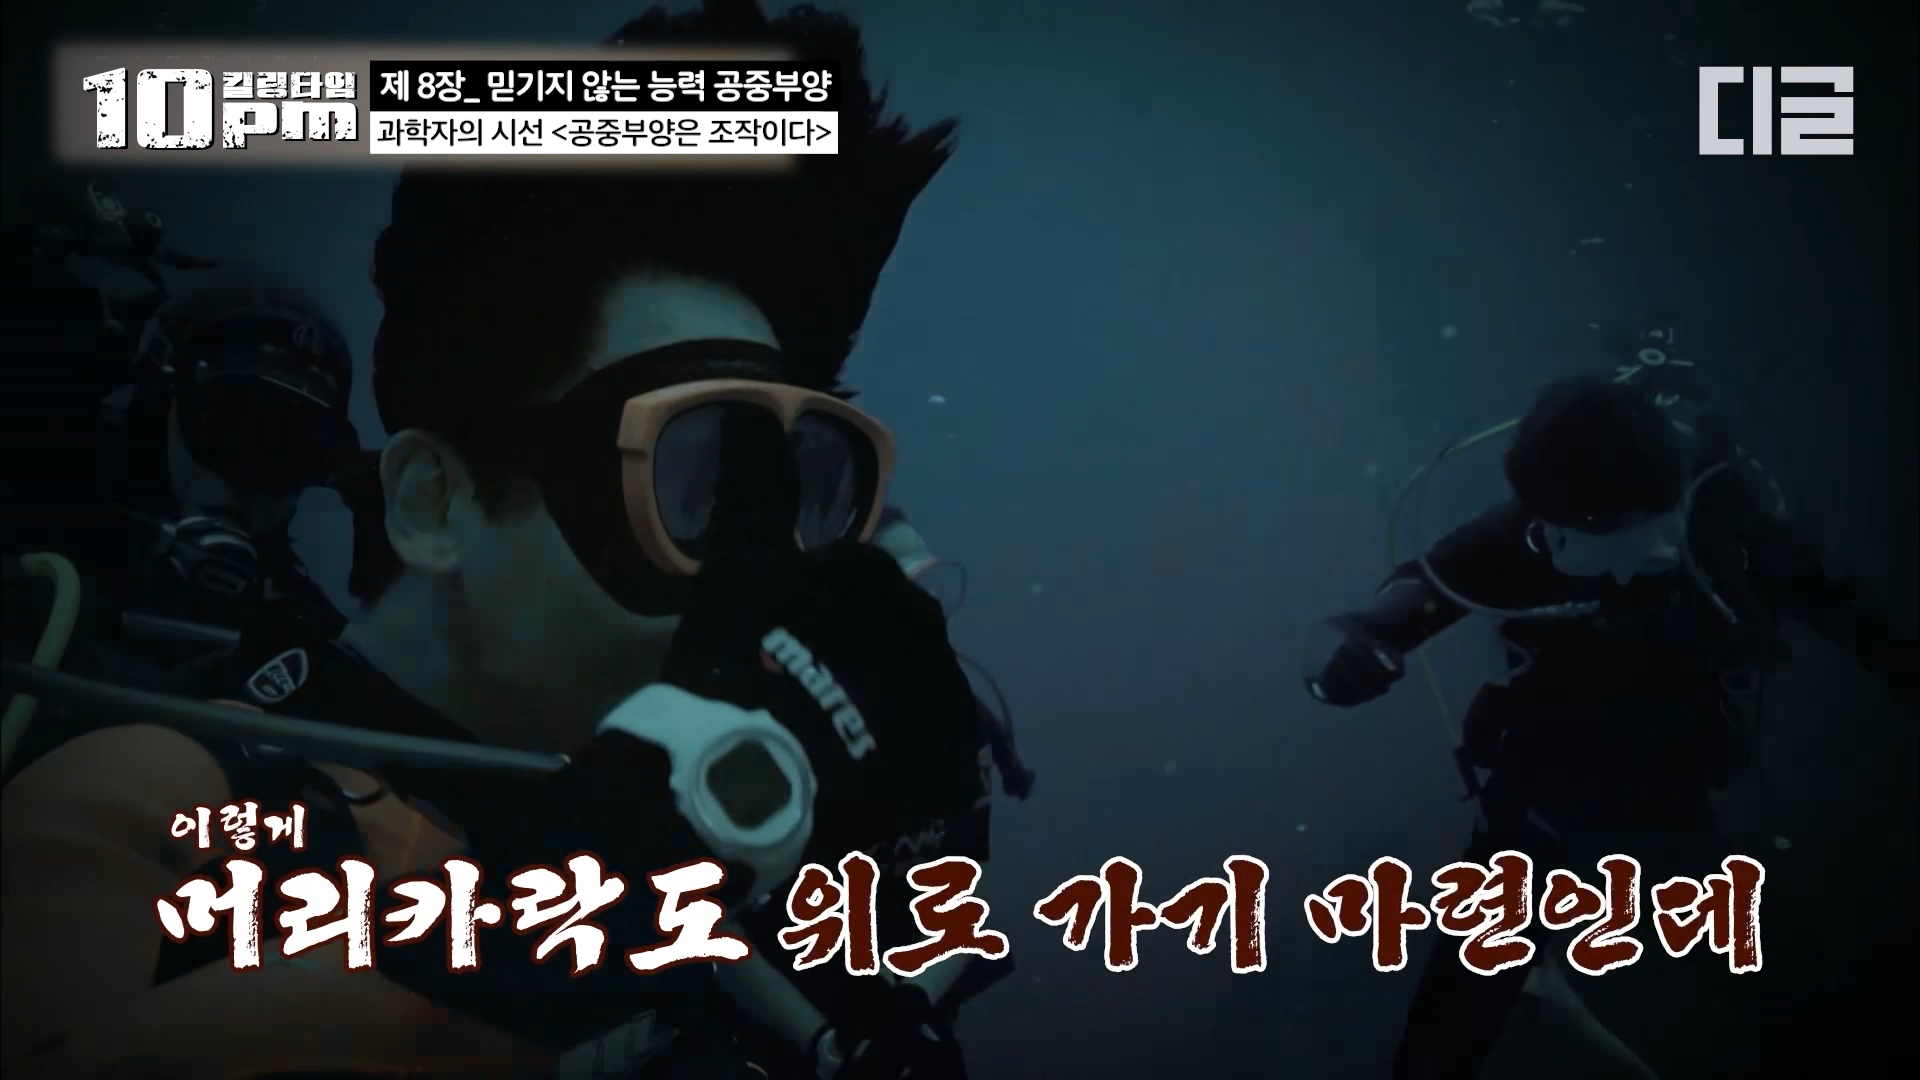 10pm 킬링타임
제 8장_ 믿기지 않는 능력 공중부양
과학자의 시선 <공중부양은 조작이다>
디글
mares
이렇게
머리카락도 위로 가기 마련인데